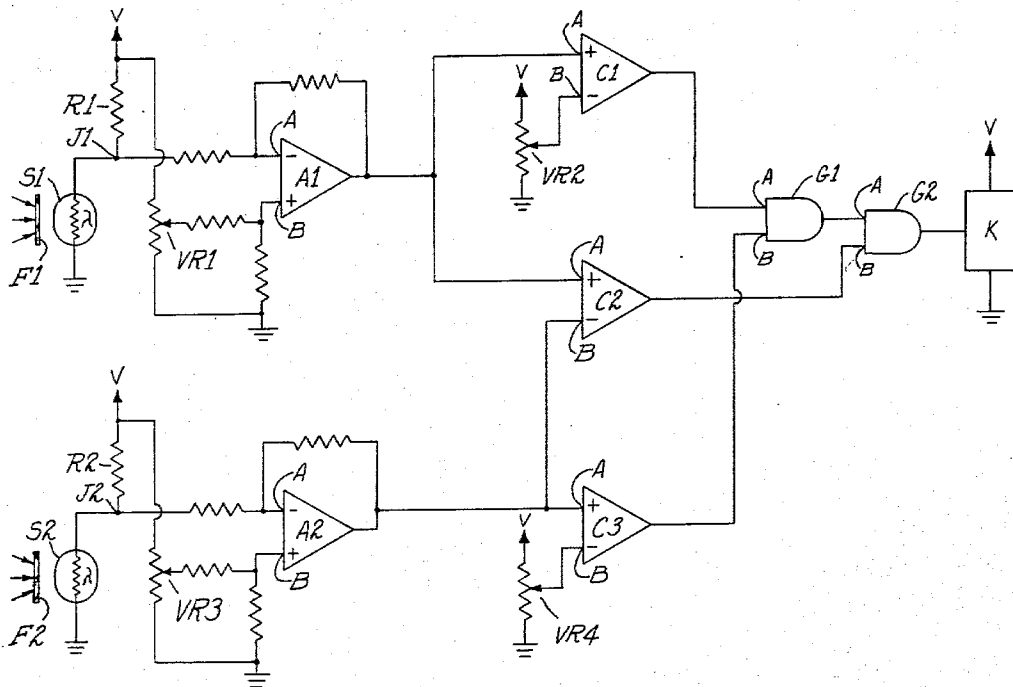 V
R1
J1
S1
λ
F1
VR1
A
-
A1
+
B
A
+
C1
B
-
V
VR2
A
+
C2
-
B
A
G1
B
A
G2
B
V
K
V
R2
J2
S2
λ
F2
VR3
A
-
A2
+
B
A
+
C3
-
B
V
VR4